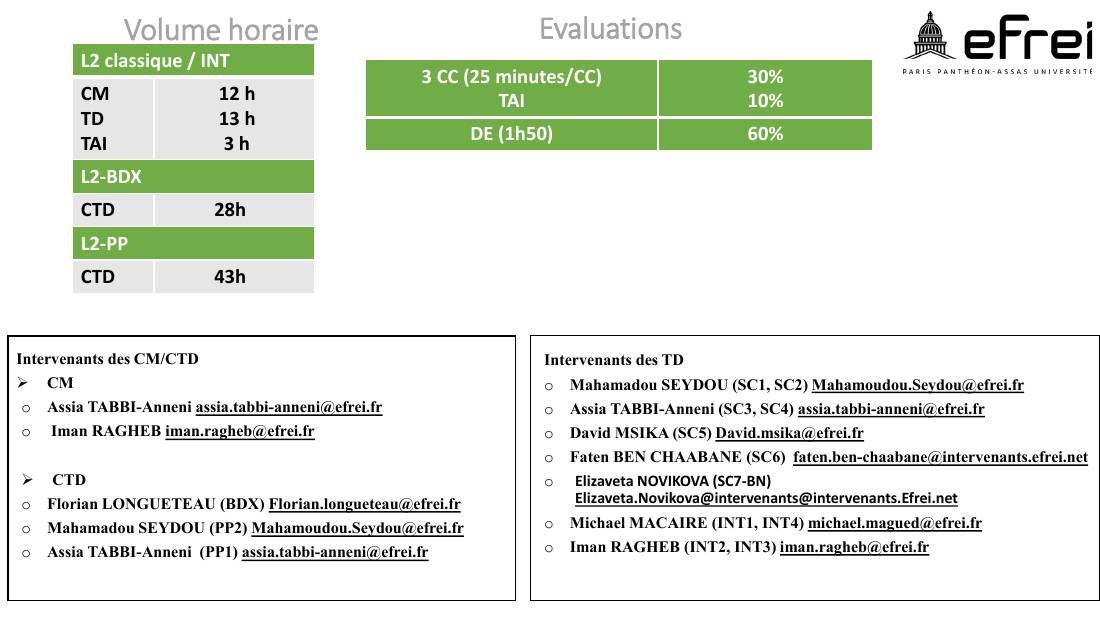 Volume horaire
L2 classique / INT
CM 12 h
TD 13 h
TAI 3 h
L2-BDX
CTD 28h
L2-PP
CTD 43h
Evaluations
3 CC (25 minutes/CC) 30%
TAI 10%
DE (1h50) 60%
efrei
PARIS PANTHÉON-ASSAS UNIVERSITÉ
Intervenants des CM/CTD
➢ CM
o Assia TABBI-Anneni assia.tabbi-anneni@efrei.fr
o Iman RAGHEB iman.ragheb@efrei.fr
➢ CTD
o Florian LONGUETEAU (BDX) Florian.longueteau@efrei.fr
o Mahamadou SEYDOU (PP2) Mahamoudou.Seydou@efrei.fr
o Assia TABBI-Anneni (PP1) assia.tabbi-anneni@efrei.fr
Intervenants des TD
o Mahamadou SEYDOU (SC1, SC2) Mahamoudou.Seydou@efrei.fr
o Assia TABBI-Anneni (SC3, SC4) assia.tabbi-anneni@efrei.fr
o David MSIKA (SC5) David.msika@efrei.fr
o Faten BEN CHAABANE (SC6) faten.ben-chaabane@intervenants.efrei.net
o Elizaveta NOVIKOVA (SC7-BN)
Elizaveta.Novikova@intervenants@intervenants.Efrei.net
o Michael MACAIRE (INT1, INT4) michael.magued@efrei.fr
o Iman RAGHEB (INT2, INT3) iman.ragheb@efrei.fr